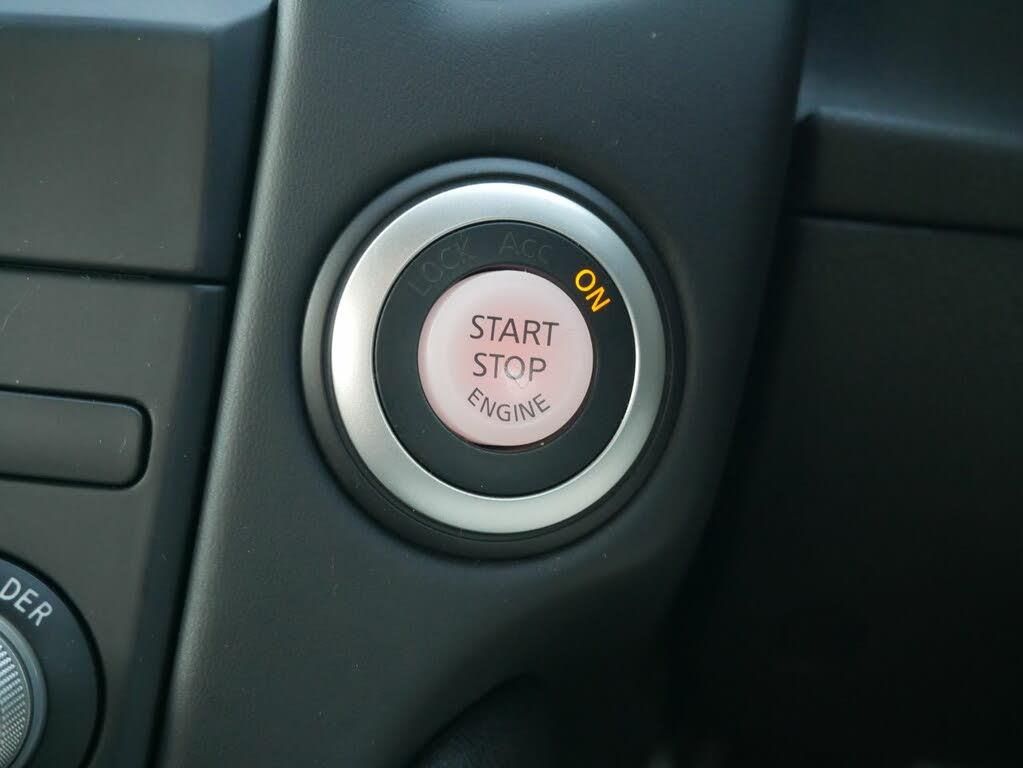 LOCK ACC ON
START
STOP
ENGINE
DER